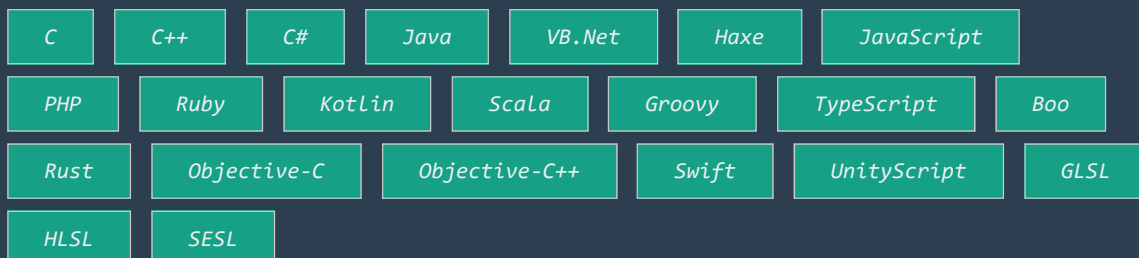 C C++ C# Java VB.Net Haxe JavaScript
PHP Ruby Kotlin Scala Groovy TypeScript Boo
Rust Objective-C Objective-C++ Swift UnityScript GLSL
HLSL SESL